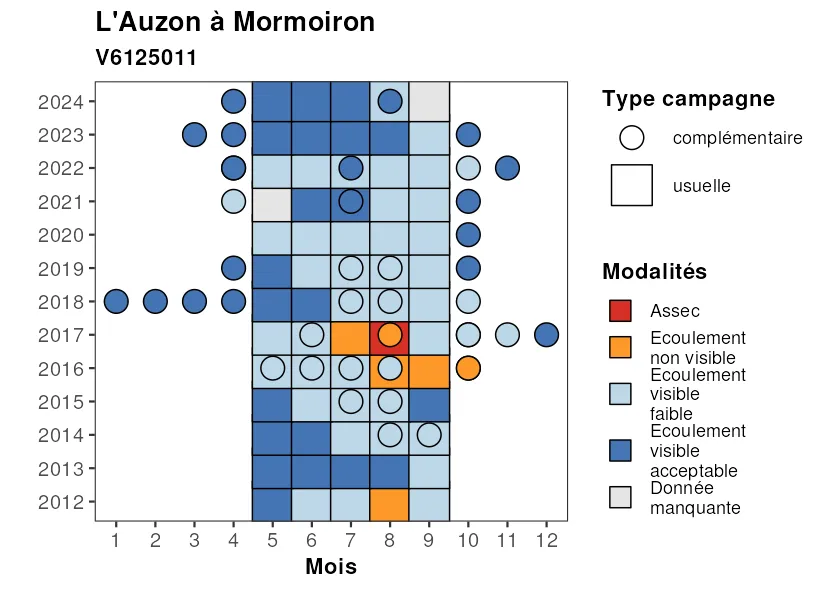 L'Auzon à Mormoiron
V6125011
2024
2023
2022
2021
2020
2019
2018
2017
2016
2015
2014
2013
2012
1 2 3 4 5 6 7 8 9 10 11 12
Mois
Type campagne
complémentaire
usuelle
Modalités
Assec
Ecoulement
non visible
Ecoulement
visible
faible
Ecoulement
visible
acceptable
Donnée
manquante